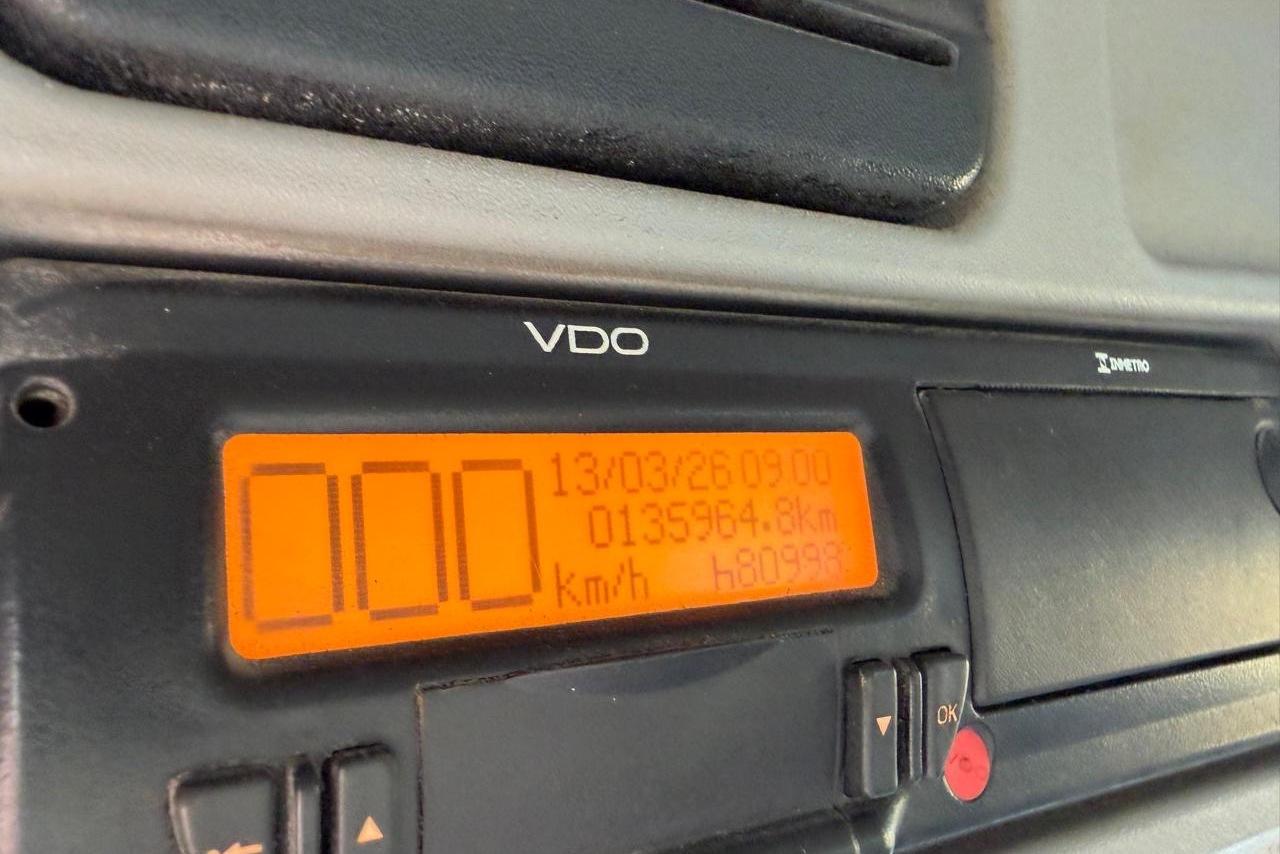 VDO
INMETRO
000
13/03/26 09:00
0135964.8km
km/h h80998
OK